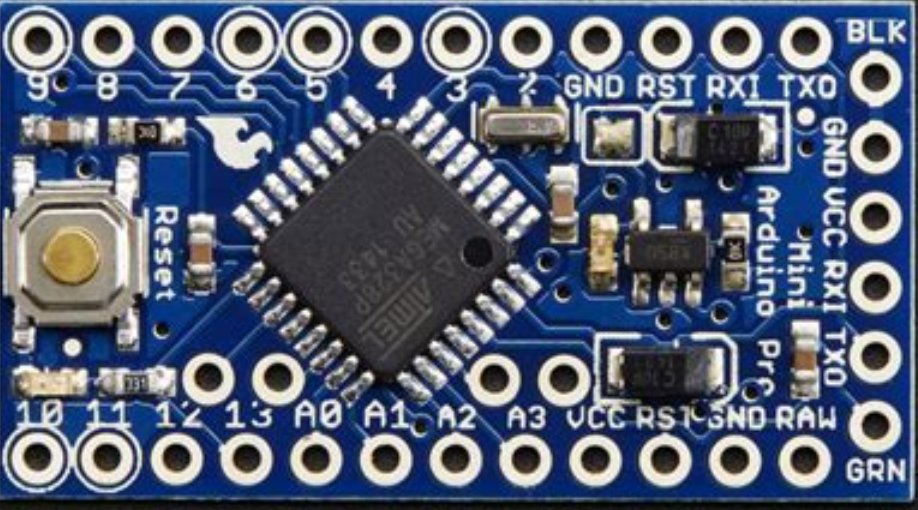 BLK
9 8 7 6 5 4 3 2 GND RST RXI TXO
GND VCC RXI TXO
Arduino Pro
Mini
Reset
MEGA328P
AU 1433
ATMEL
10 11 12 13 A0 A1 A2 A3 VCC RST GND RAW
GRN